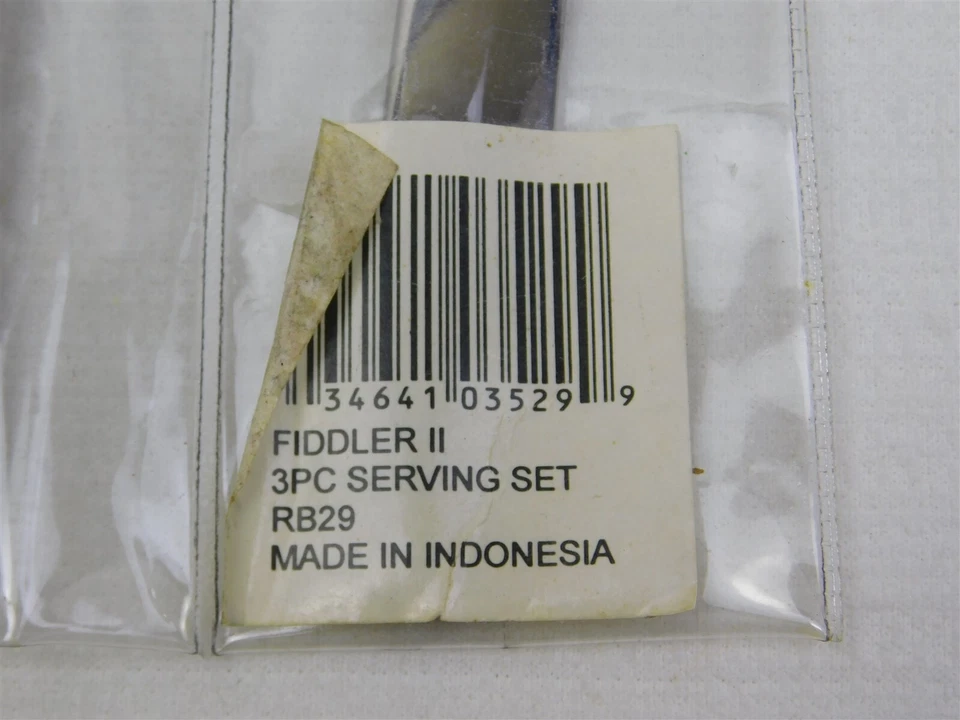 34641 03529 9
FIDDLER II
3PC SERVING SET
RB29
MADE IN INDONESIA